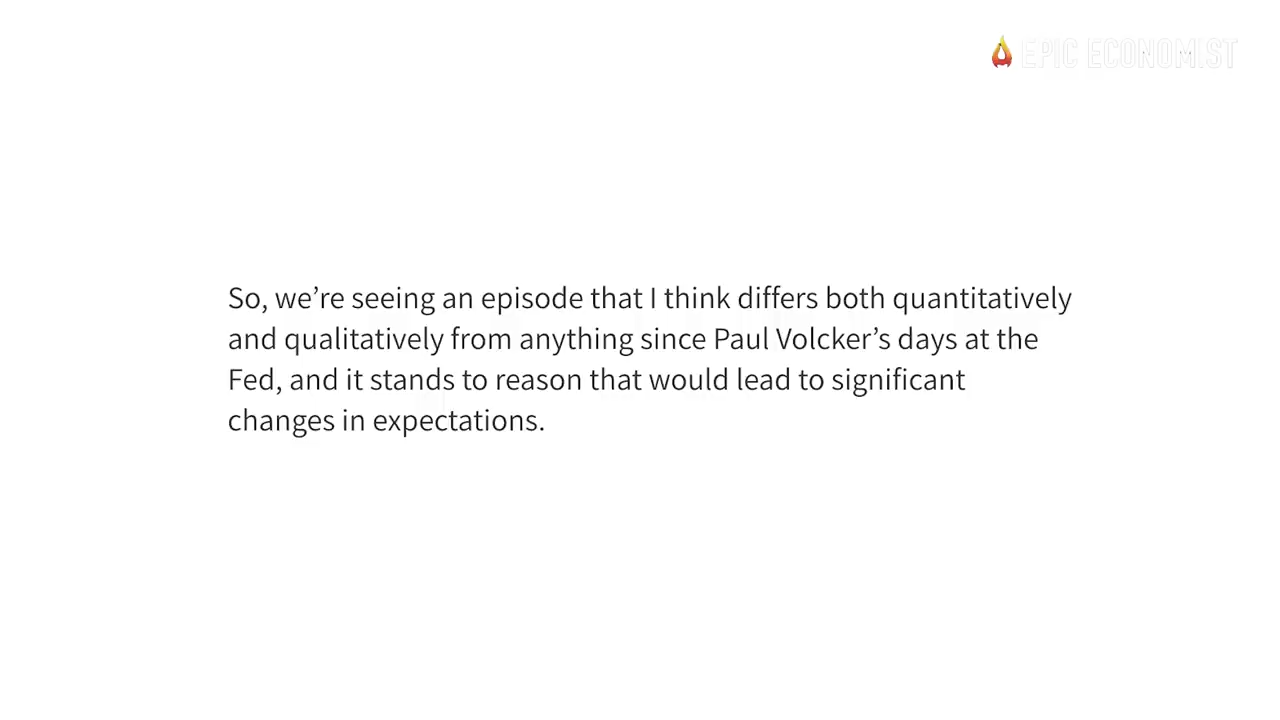 EPIC ECONOMIST
So, we’re seeing an episode that I think differs both quantitatively
and qualitatively from anything since Paul Volcker’s days at the
Fed, and it stands to reason that would lead to significant
changes in expectations.